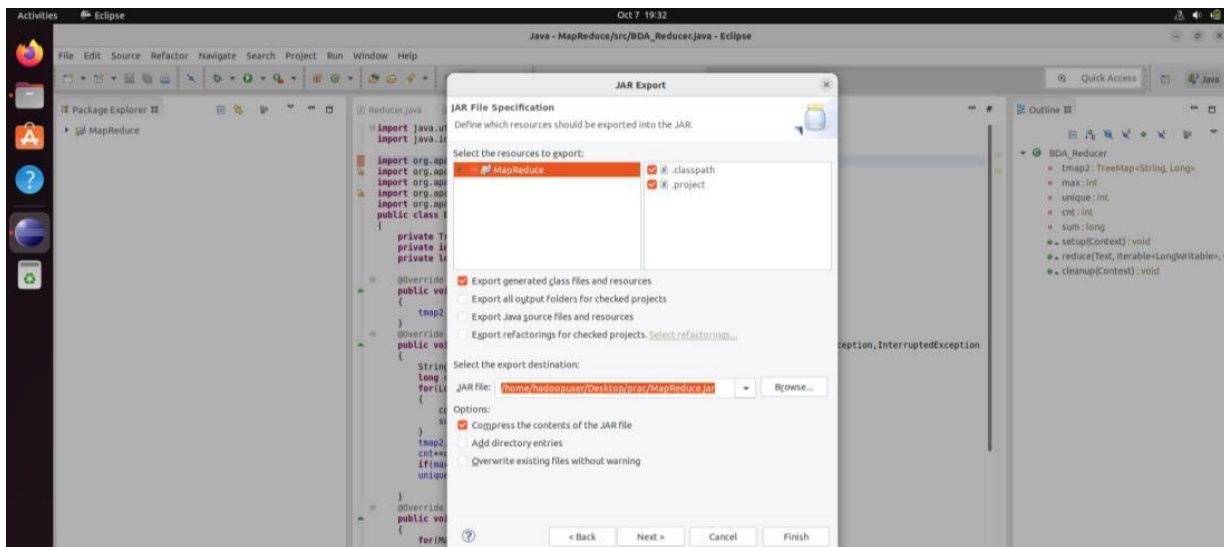 Activities Eclipse Oct 7 19:32
Java - MapReduce/src/BDA_Reducer.java - Eclipse
File Edit Source Refactor Navigate Search Project Run Window Help
Quick Access Java
Package Explorer
MapReduce
Reducer.java
import java.ut
import java.io
import org.apa
import org.apa
import org.apa
import org.apa
import org.apa
public class
{
private
private
private
@Override
public voi
{
tmap2
}
@Override
public voi
ception,InterruptedException
{
String
long
for(Lo
{
}
tmap2.
cnt+=
if(max
unique
}
@Override
public voi
{
for(Ma
JAR Export
JAR File Specification
Define which resources should be exported into the JAR.
Select the resources to export:
MapReduce
.classpath
.project
Export generated class files and resources
Export all output folders for checked projects
Export Java source files and resources
Export refactorings for checked projects. Select refactorings...
Select the export destination:
JAR file: /home/hadoopuser/Desktop/prac/MapReduce.jar Browse...
Options:
Compress the contents of the JAR file
Add directory entries
Overwrite existing files without warning
< Back Next > Cancel Finish
Outline
BDA_Reducer
tmap2 : TreeMap<String, Long>
max : int
unique : int
cnt : int
sum : long
setup(Context) : void
reduce(Text, Iterable<LongWritable>,
cleanup(Context) : void